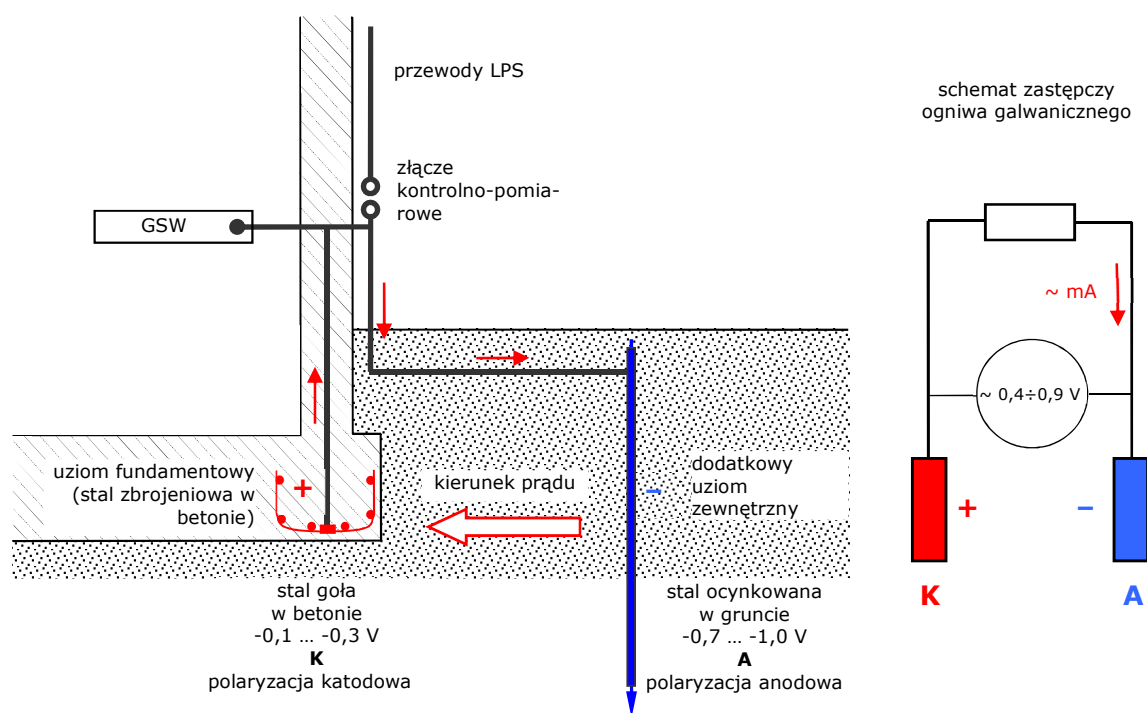 przewody LPS
złącze
kontrolno-pomia-
rowe
GSW
uziom fundamentowy
(stal zbrojeniowa w
betonie)
+
kierunek prądu
–
dodatkowy
uziom
zewnętrzny
stal goła
w betonie
-0,1 ... -0,3 V
K
polaryzacja katodowa
stal ocynkowana
w gruncie
-0,7 ... -1,0 V
A
polaryzacja anodowa
schemat zastępczy
ogniwa galwanicznego
~ mA
~ 0,4÷0,9 V
+
–
K
A